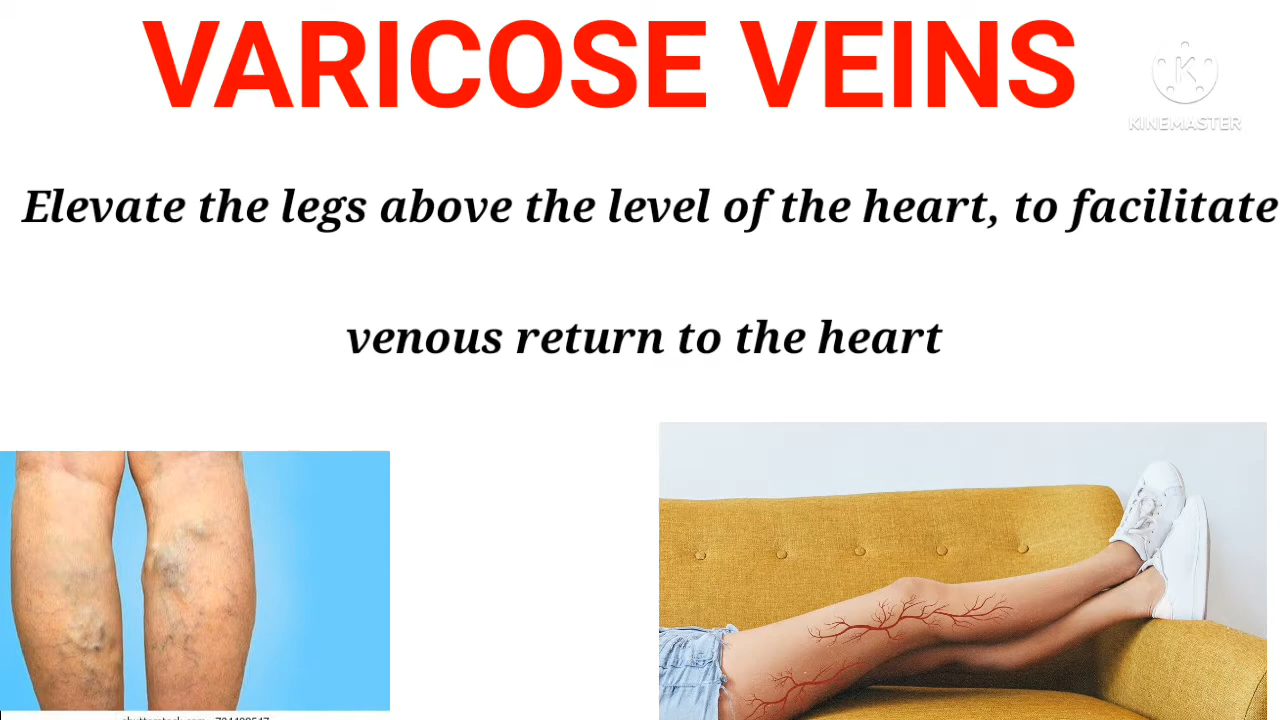 VARICOSE VEINS
KINEMASTER
Elevate the legs above the level of the heart, to facilitate
venous return to the heart